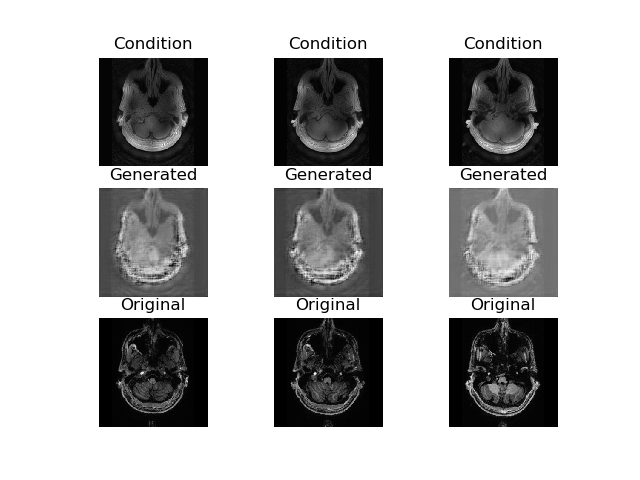 Condition Condition Condition
Generated Generated Generated
Original Original Original